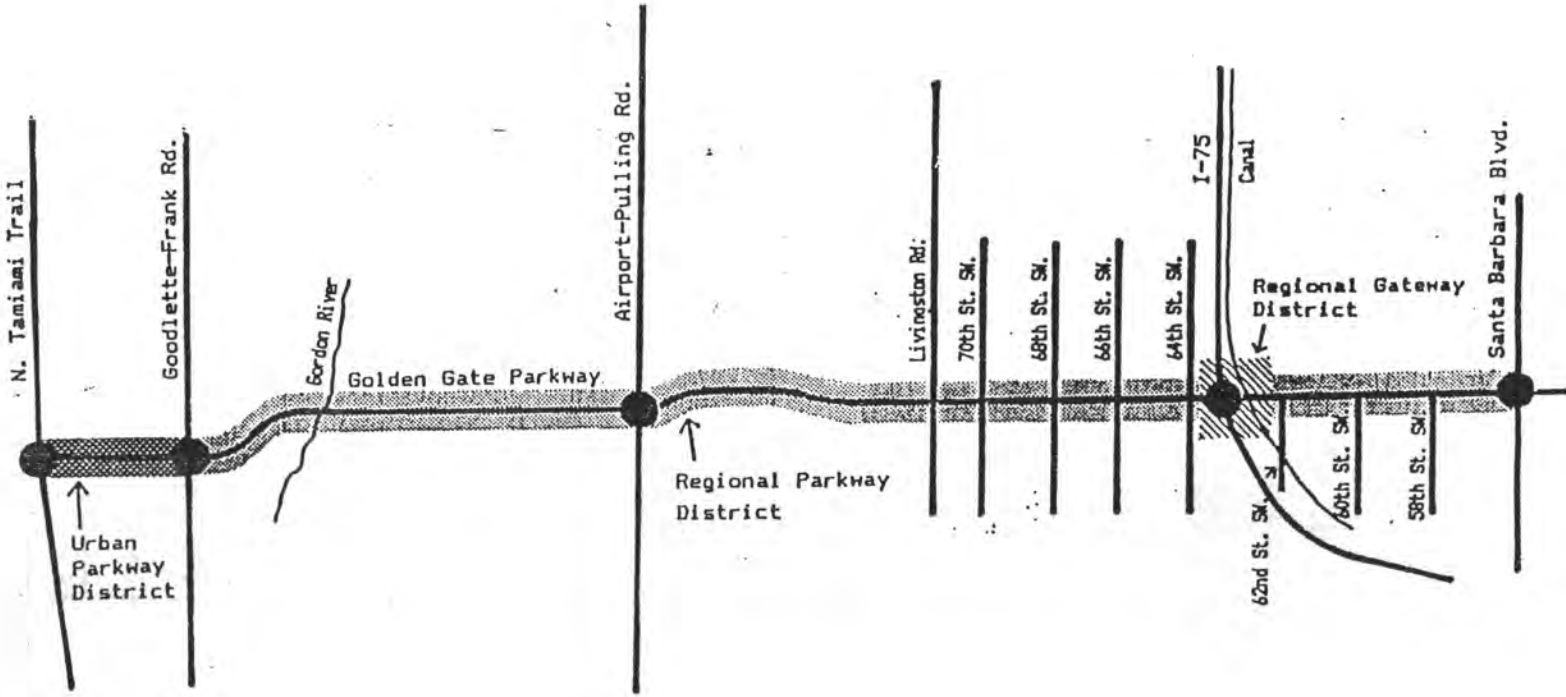 N. Tamiami Trail
Goodlette-Frank Rd.
Gordon River
Golden Gate Parkway
Airport-Pulling Rd.
Livingston Rd.
70th St. SW.
68th St. SW.
66th St. SW.
64th St. SW.
I-75
Canal
Regional Gateway
District
Santa Barbara Blvd.
Urban
Parkway
District
Regional Parkway
District
62nd St. SW.
60th St. SW.
58th St. SW.